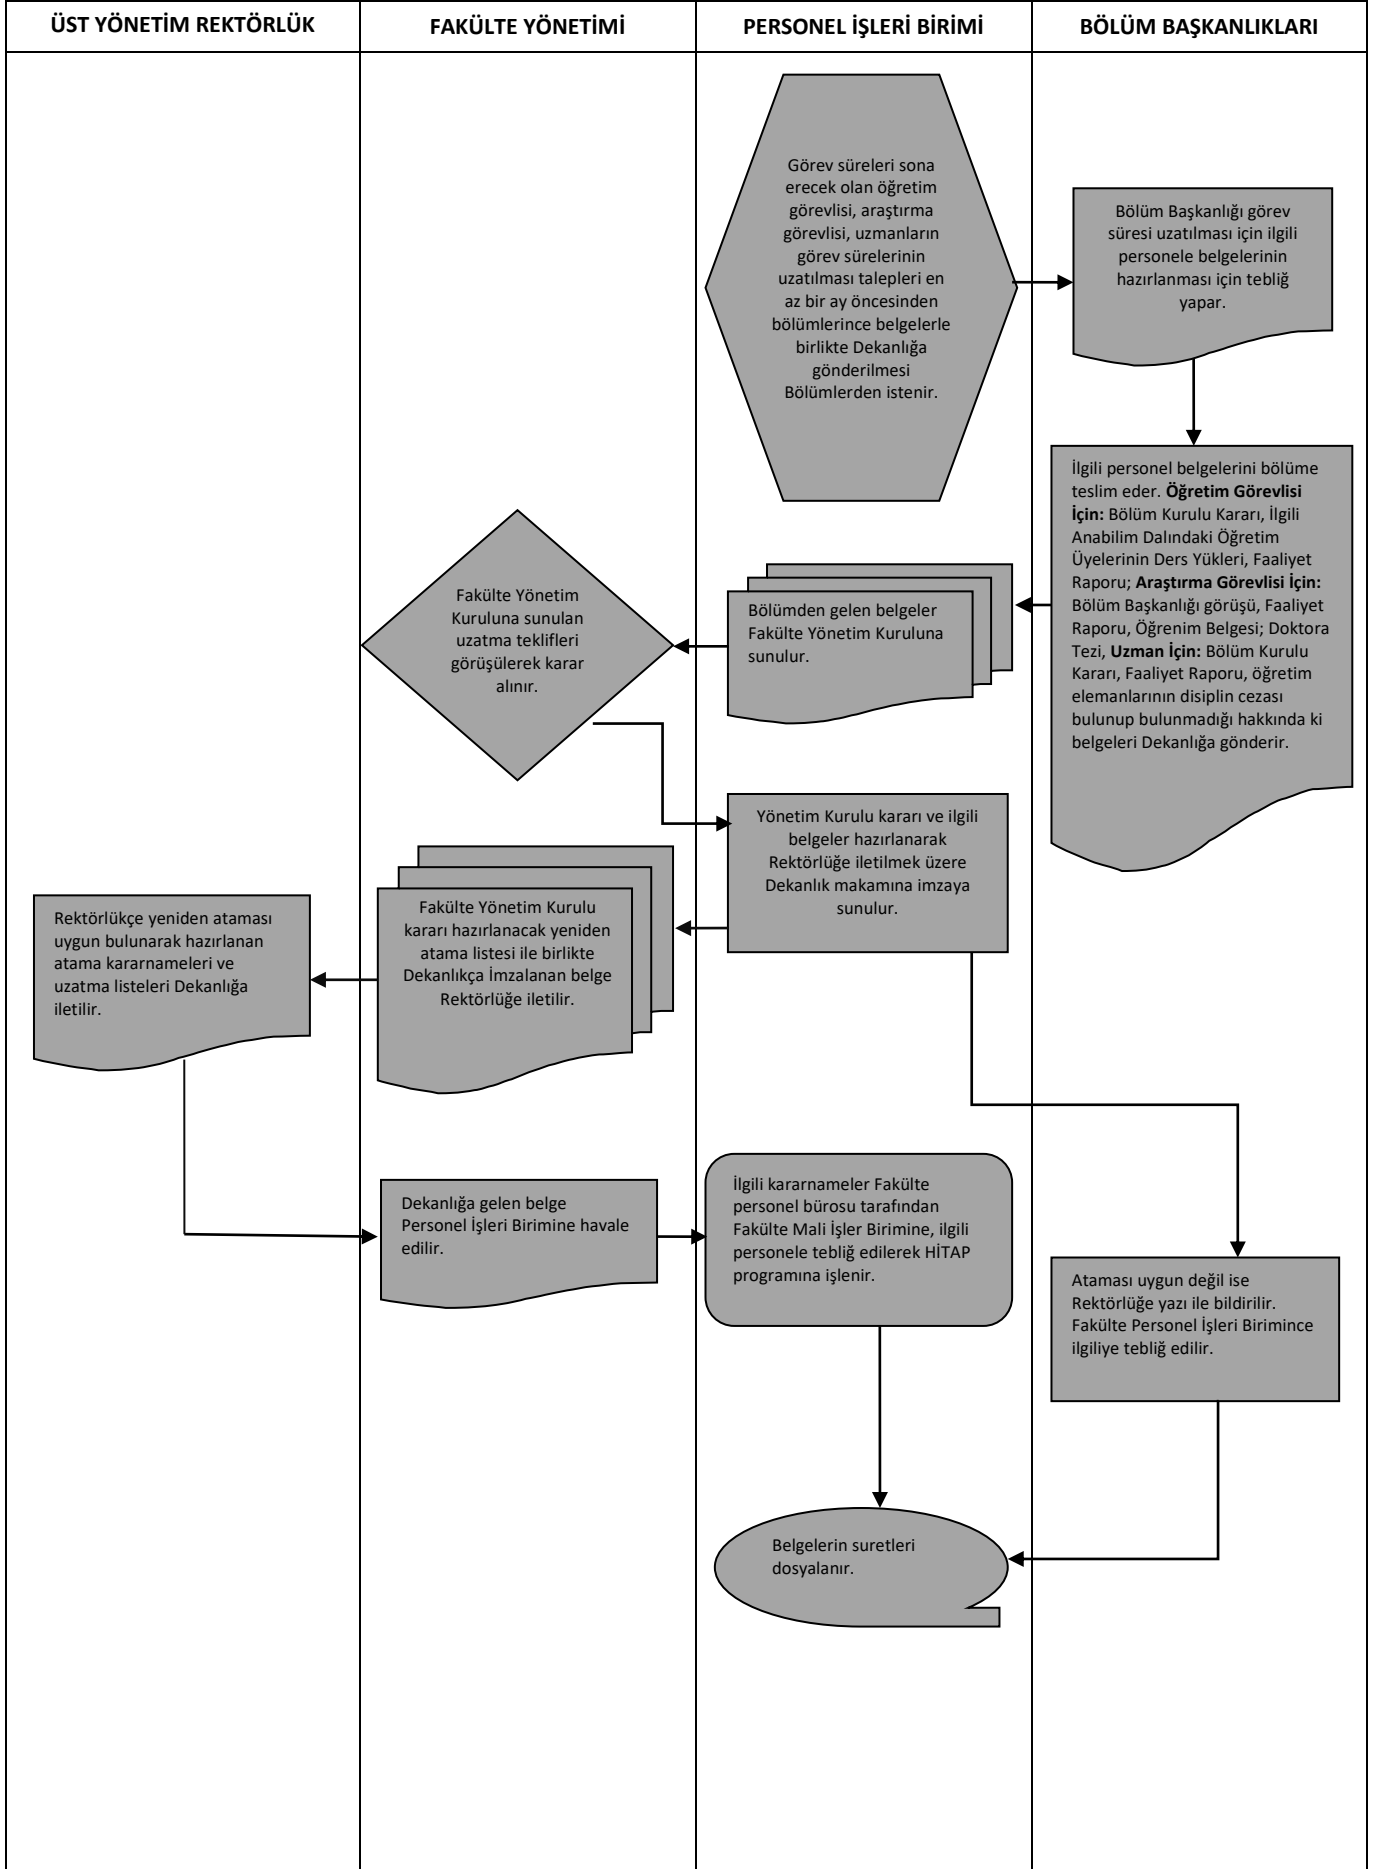 ÜST YÖNETİM REKTÖRLÜK
FAKÜLTE YÖNETİMİ
PERSONEL İŞLERİ BİRİMİ
BÖLÜM BAŞKANLIKLARI
Görev süreleri sona
erecek olan öğretim
görevlisi, araştırma
görevlisi, uzmanların
görev sürelerinin
uzatılması talepleri en
az bir ay öncesinden
bölümlerince belgelerle
birlikte Dekanlığa
gönderilmesi
Bölümlerden istenir.
Bölüm Başkanlığı görev
süresi uzatılması için ilgili
personele belgelerinin
hazırlanması için tebliğ
yapar.
İlgili personel belgelerini bölüme
teslim eder. Öğretim Görevlisi
İçin: Bölüm Kurulu Kararı, İlgili
Anabilim Dalındaki Öğretim
Üyelerinin Ders Yükleri, Faaliyet
Raporu; Araştırma Görevlisi İçin:
Bölüm Başkanlığı görüşü, Faaliyet
Raporu, Öğrenim Belgesi; Doktora
Tezi, Uzman İçin: Bölüm Kurulu
Kararı, Faaliyet Raporu, öğretim
elemanlarının disiplin cezası
bulunup bulunmadığı hakkında ki
belgeleri Dekanlığa gönderir.
Bölümden gelen belgeler
Fakülte Yönetim Kuruluna
sunulur.
Fakülte Yönetim
Kuruluna sunulan
uzatma teklifleri
görüşülerek karar
alınır.
Yönetim Kurulu kararı ve ilgili
belgeler hazırlanarak
Rektörlüğe iletilmek üzere
Dekanlık makamına imzaya
sunulur.
Fakülte Yönetim Kurulu
kararı hazırlanacak yeniden
atama listesi ile birlikte
Dekanlıkça İmzalanan belge
Rektörlüğe iletilir.
Rektörlükçe yeniden ataması
uygun bulunarak hazırlanan
atama kararnameleri ve
uzatma listeleri Dekanlığa
iletilir.
Dekanlığa gelen belge
Personel İşleri Birimine havale
edilir.
İlgili kararnameler Fakülte
personel bürosu tarafından
Fakülte Mali İşler Birimine, ilgili
personele tebliğ edilerek HİTAP
programına işlenir.
Ataması uygun değil ise
Rektörlüğe yazı ile bildirilir.
Fakülte Personel İşleri Birimince
ilgiliye tebliğ edilir.
Belgelerin suretleri
dosyalanır.